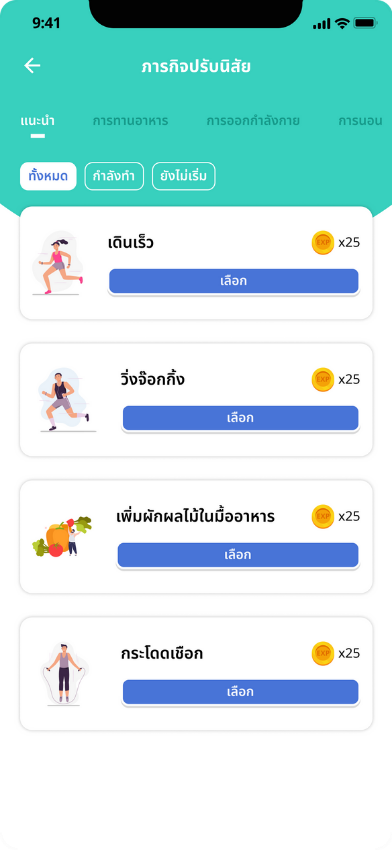 9:41
ภารกิจปรับนิสัย
แนะนำ การทานอาหาร การออกกำลังกาย การนอน
ทั้งหมด กำลังทำ ยังไม่เริ่ม
เดินเร็ว EXP x25
เลือก
วิ่งจ๊อกกิ้ง EXP x25
เลือก
เพิ่มผักผลไม้ในมื้ออาหาร EXP x25
เลือก
กระโดดเชือก EXP x25
เลือก